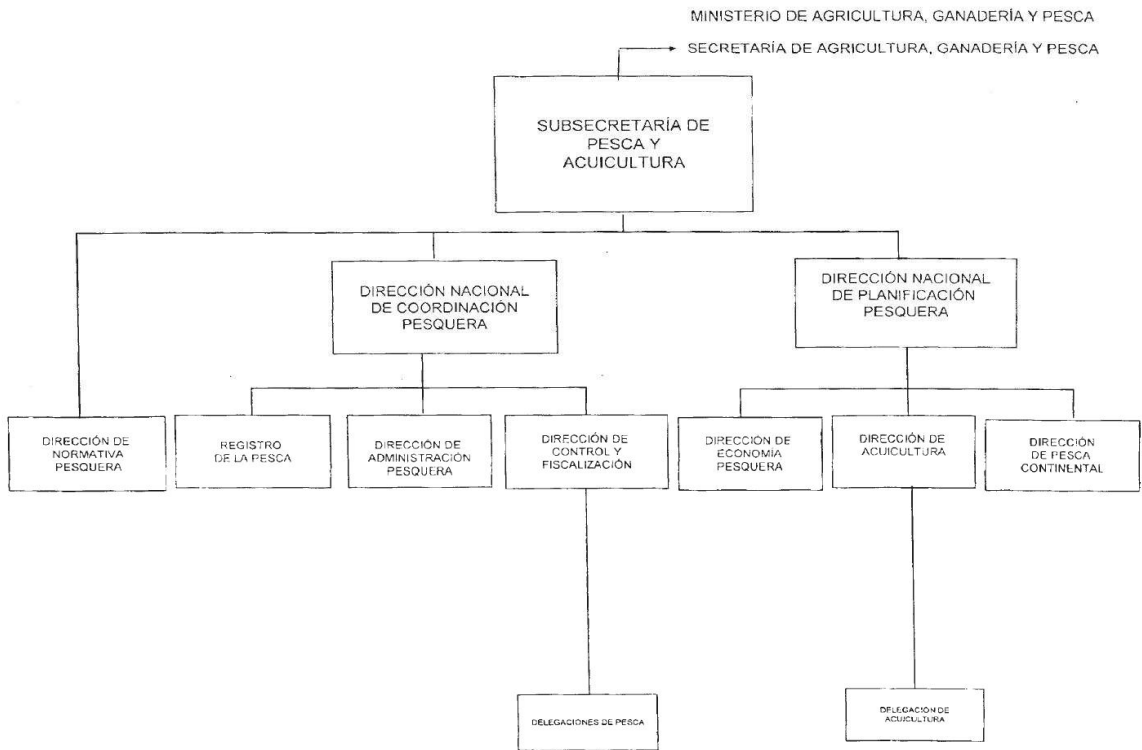 MINISTERIO DE AGRICULTURA, GANADERÍA Y PESCA
SECRETARÍA DE AGRICULTURA, GANADERÍA Y PESCA
SUBSECRETARÍA DE
PESCA Y
ACUICULTURA
DIRECCIÓN NACIONAL
DE COORDINACIÓN
PESQUERA
DIRECCIÓN NACIONAL
DE PLANIFICACIÓN
PESQUERA
DIRECCIÓN DE
NORMATIVA
PESQUERA
REGISTRO
DE LA PESCA
DIRECCIÓN DE
ADMINISTRACIÓN
PESQUERA
DIRECCIÓN DE
CONTROL Y
FISCALIZACIÓN
DIRECCIÓN DE
ECONOMÍA
PESQUERA
DIRECCIÓN DE
ACUICULTURA
DIRECCIÓN
DE PESCA
CONTINENTAL
DELEGACIONES DE PESCA
DELEGACIÓN DE
ACUICULTURA